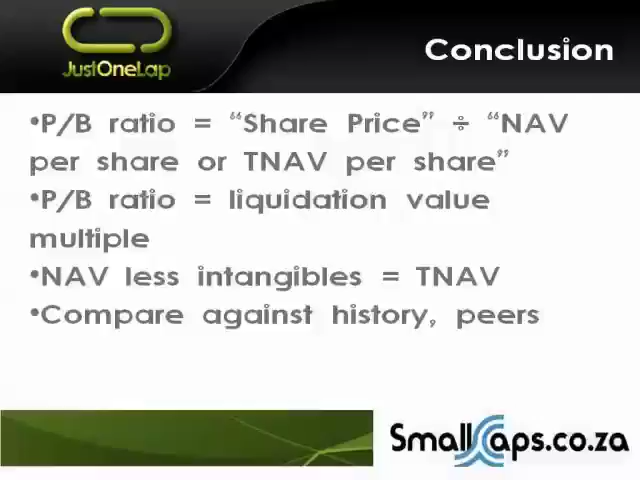 JustOneLap
Conclusion
•P/B ratio = “Share Price” ÷ “NAV
per share or TNAV per share”
•P/B ratio = liquidation value
multiple
•NAV less intangibles = TNAV
•Compare against history, peers
SmallCaps.co.za